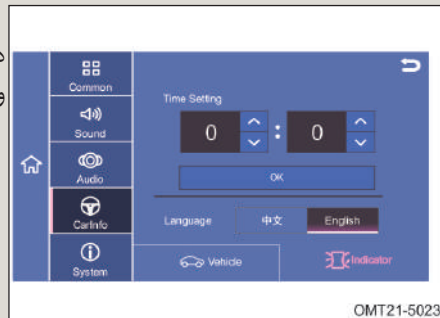 Common
Sound
Audio
CarInfo
System
Time Setting
0 : 0
OK
Language 中文 English
Vehicle
Indicator
OMT21-5023